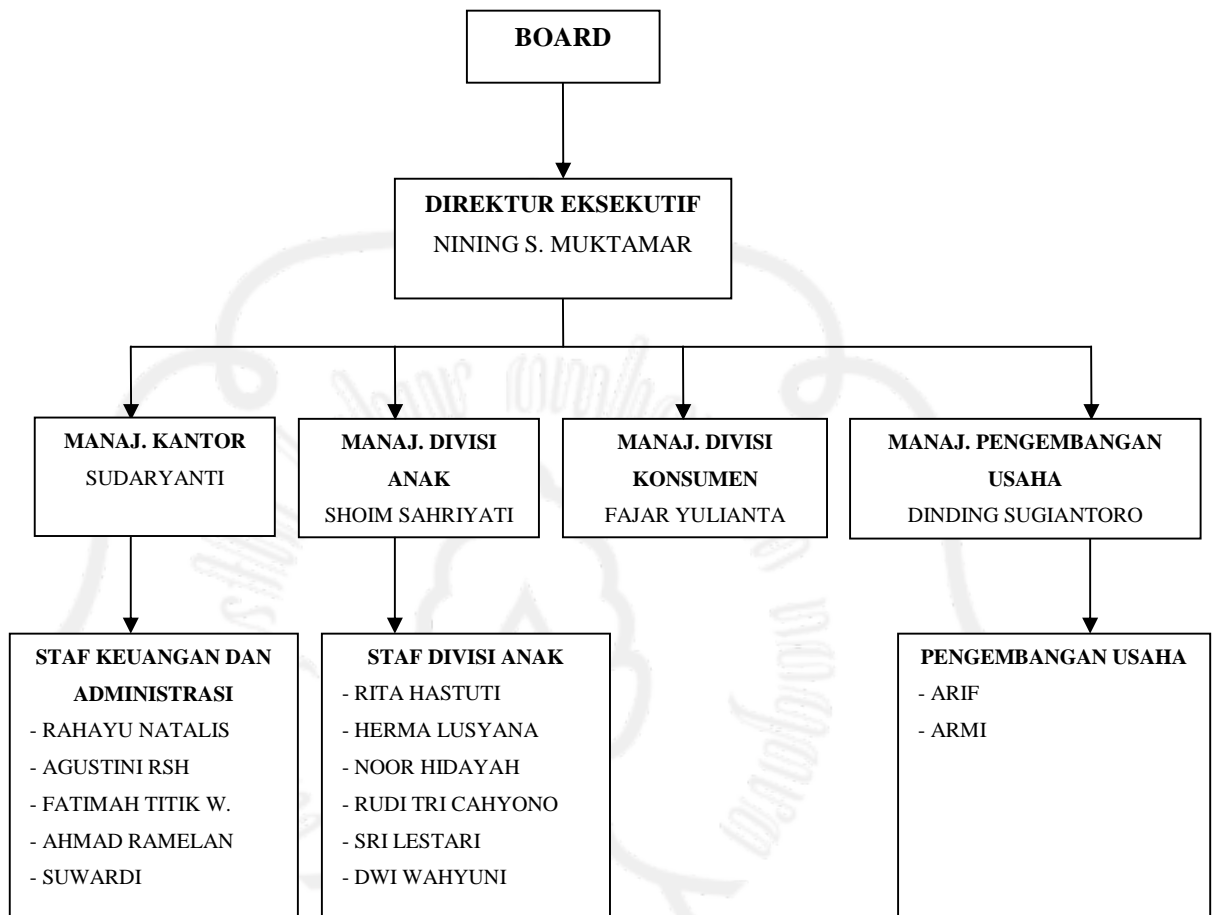 BOARD
DIREKTUR EKSEKUTIF
NINING S. MUKTAMAR
MANAJ. KANTOR
SUDARYANTI
MANAJ. DIVISI
ANAK
SHOIM SAHRIYATI
MANAJ. DIVISI
KONSUMEN
FAJAR YULIANTA
MANAJ. PENGEMBANGAN
USAHA
DINDING SUGIANTORO
STAF KEUANGAN DAN
ADMINISTRASI
- RAHAYU NATALIS
- AGUSTINI RSH
- FATIMAH TITIK W.
- AHMAD RAMELAN
- SUWARDI
STAF DIVISI ANAK
- RITA HASTUTI
- HERMA LUSYANA
- NOOR HIDAYAH
- RUDI TRI CAHYONO
- SRI LESTARI
- DWI WAHYUNI
PENGEMBANGAN USAHA
- ARIF
- ARMI